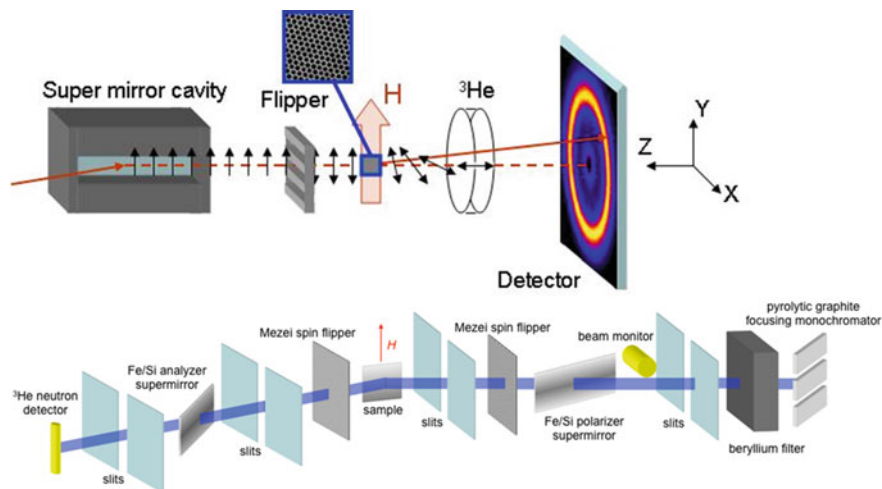 Super mirror cavity
Flipper
H
³He
Y
Z
X
Detector
pyrolytic graphite
focusing monochromator
beam monitor
Mezei spin flipper
H
Mezei spin flipper
Fe/Si analyzer
supermirror
³He neutron
detector
sample
slits
slits
slits
slits
Fe/Si polarizer
supermirror
beryllium filter